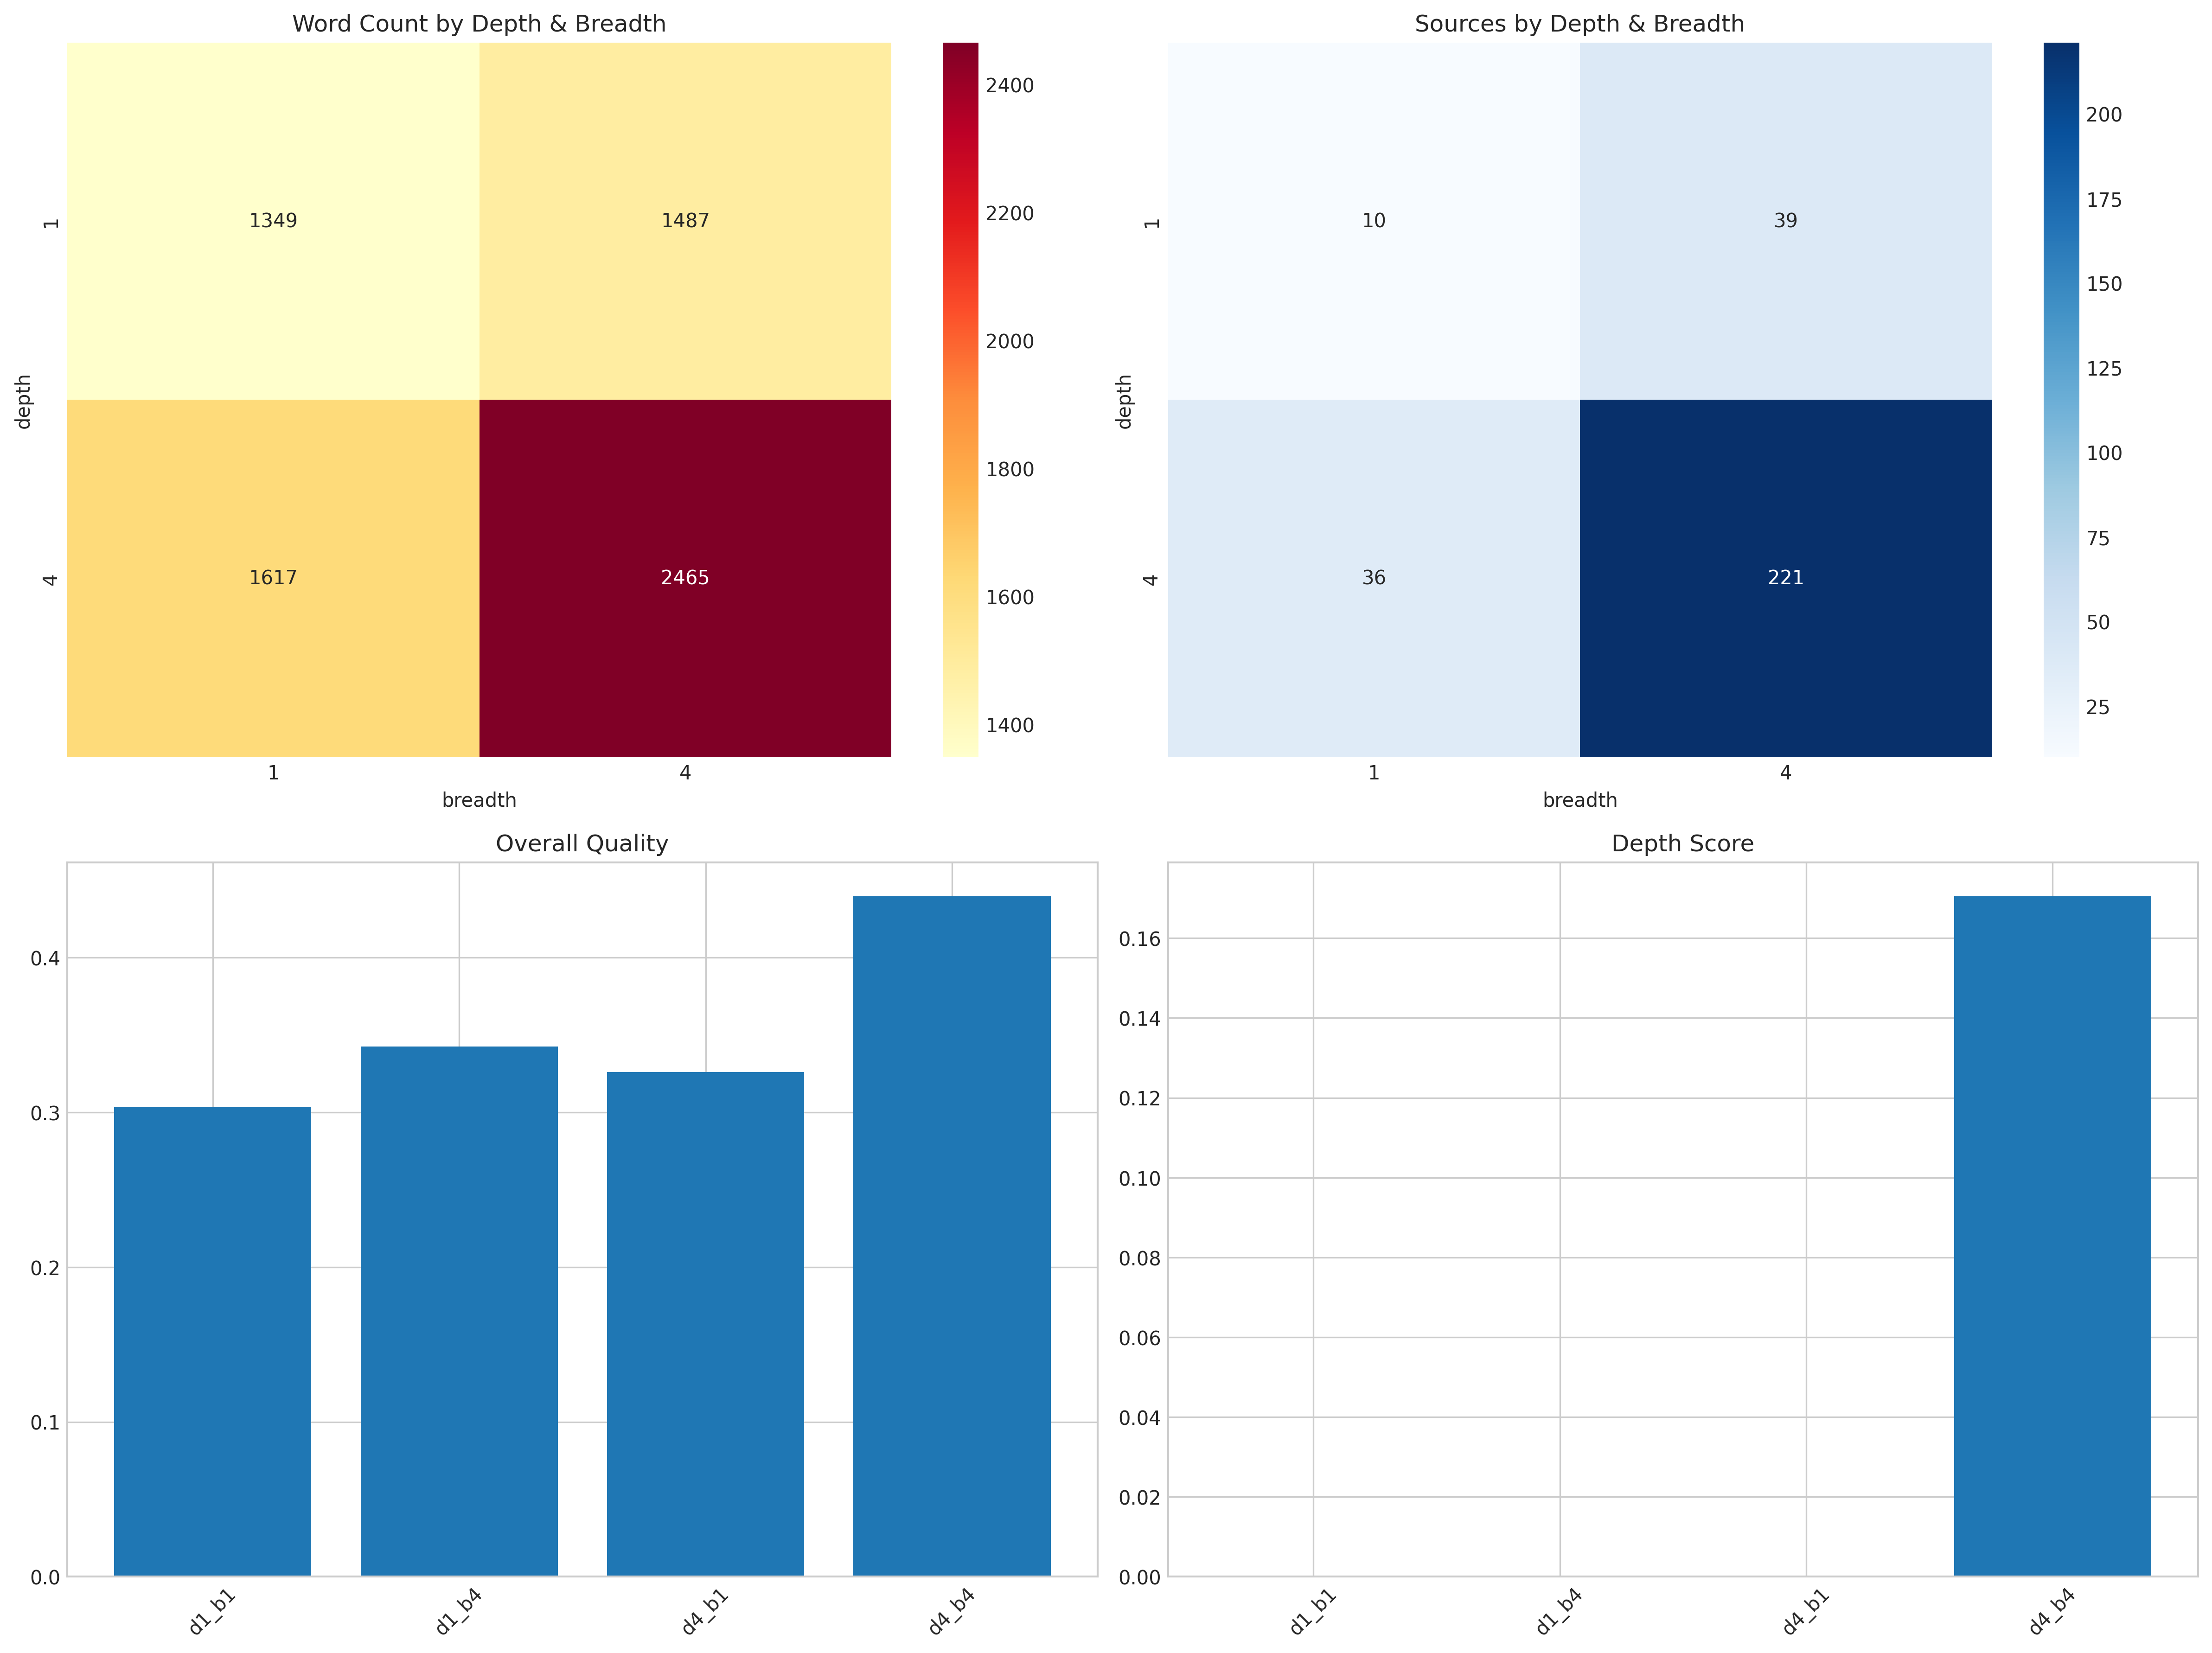 Word Count by Depth & Breadth
1349
1487
1617
2465
1
4
depth
1
4
breadth
2400
2200
2000
1800
1600
1400
Sources by Depth & Breadth
10
39
36
221
1
4
depth
1
4
breadth
200
175
150
125
100
75
50
25
Overall Quality
0.4
0.3
0.2
0.1
0.0
d1_b1
d1_b4
d4_b1
d4_b4
Depth Score
0.16
0.14
0.12
0.10
0.08
0.06
0.04
0.02
0.00
d1_b1
d1_b4
d4_b1
d4_b4